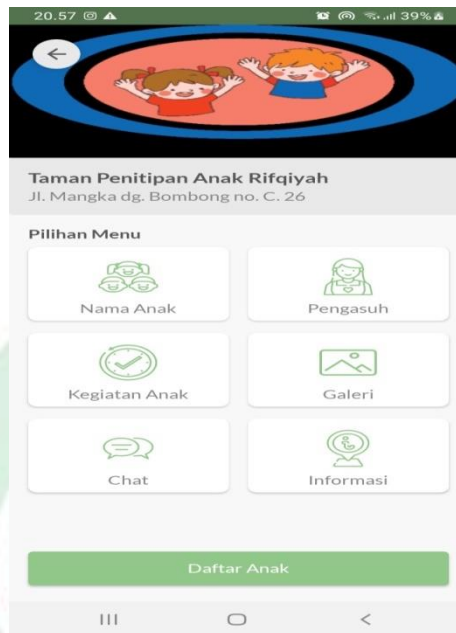 20.57 39%
Taman Penitipan Anak Rifqiyah
Jl. Mangka dg. Bombong no. C. 26
Pilihan Menu
Nama Anak
Pengasuh
Kegiatan Anak
Galeri
Chat
Informasi
Daftar Anak